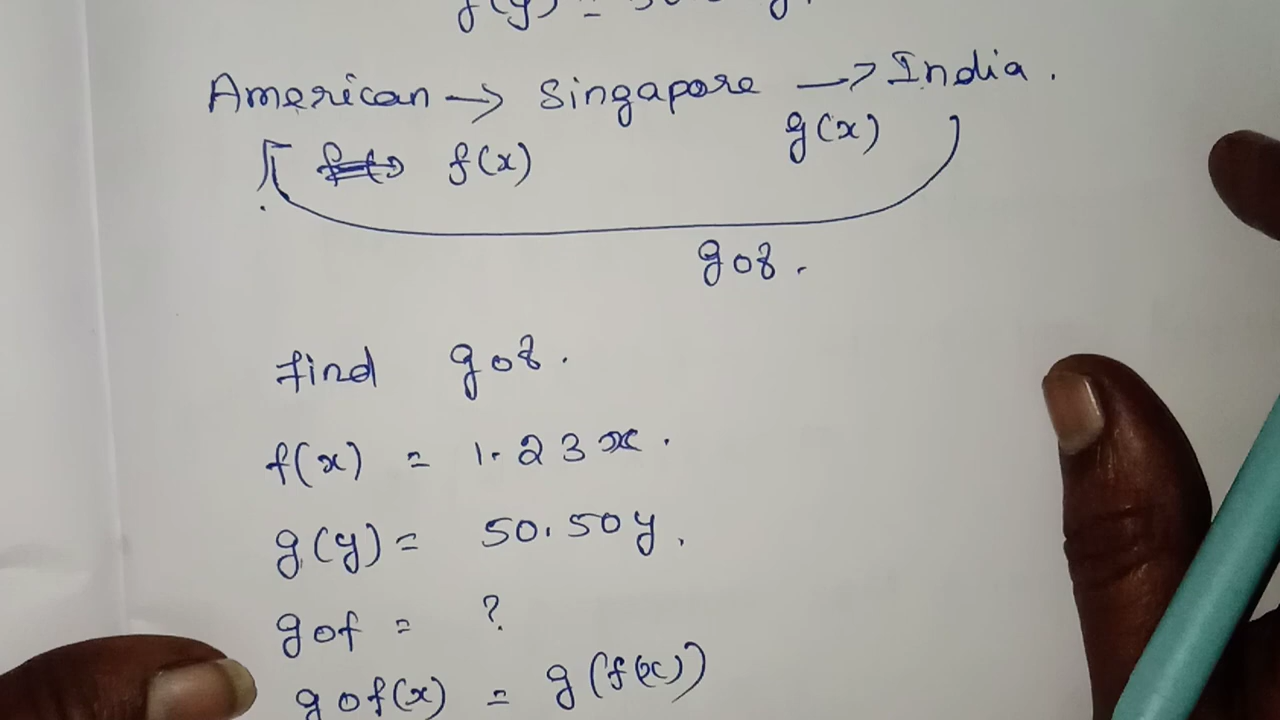 American → Singapore → India.
f(x) g(x)
gof.
find gof.
f(x) = 1.23x.
g(y) = 50.50y.
gof = ?
gof(x) = g(f(x))